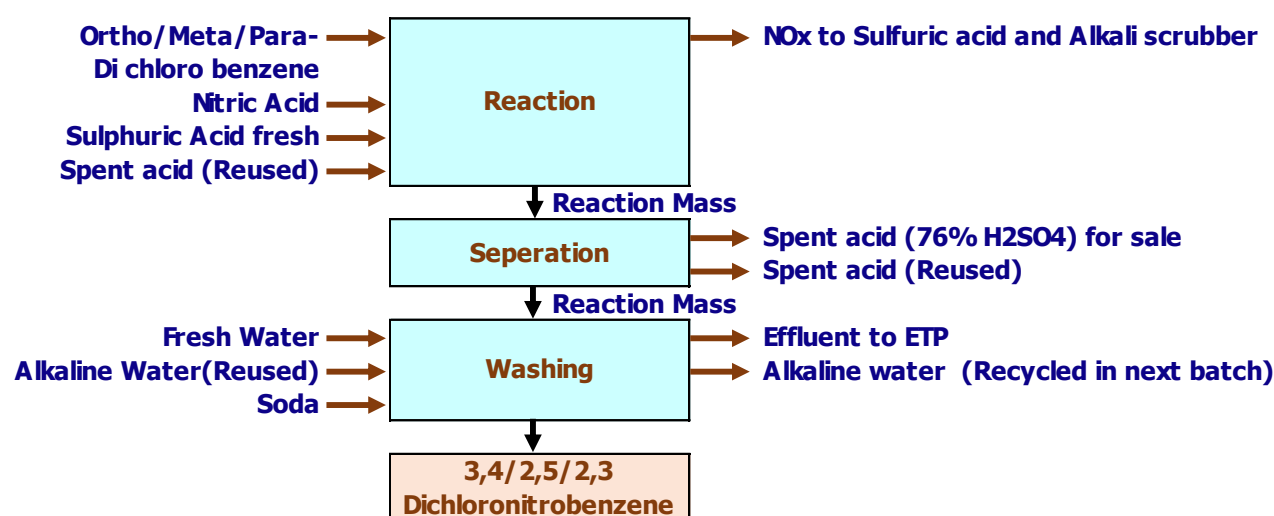 Ortho/Meta/Para-
Di chloro benzene
Nitric Acid
Sulphuric Acid fresh
Spent acid (Reused)
Reaction
NOx to Sulfuric acid and Alkali scrubber
Reaction Mass
Seperation
Spent acid (76% H2SO4) for sale
Spent acid (Reused)
Reaction Mass
Fresh Water
Alkaline Water(Reused)
Soda
Washing
Effluent to ETP
Alkaline water (Recycled in next batch)
3,4/2,5/2,3
Dichloronitrobenzene